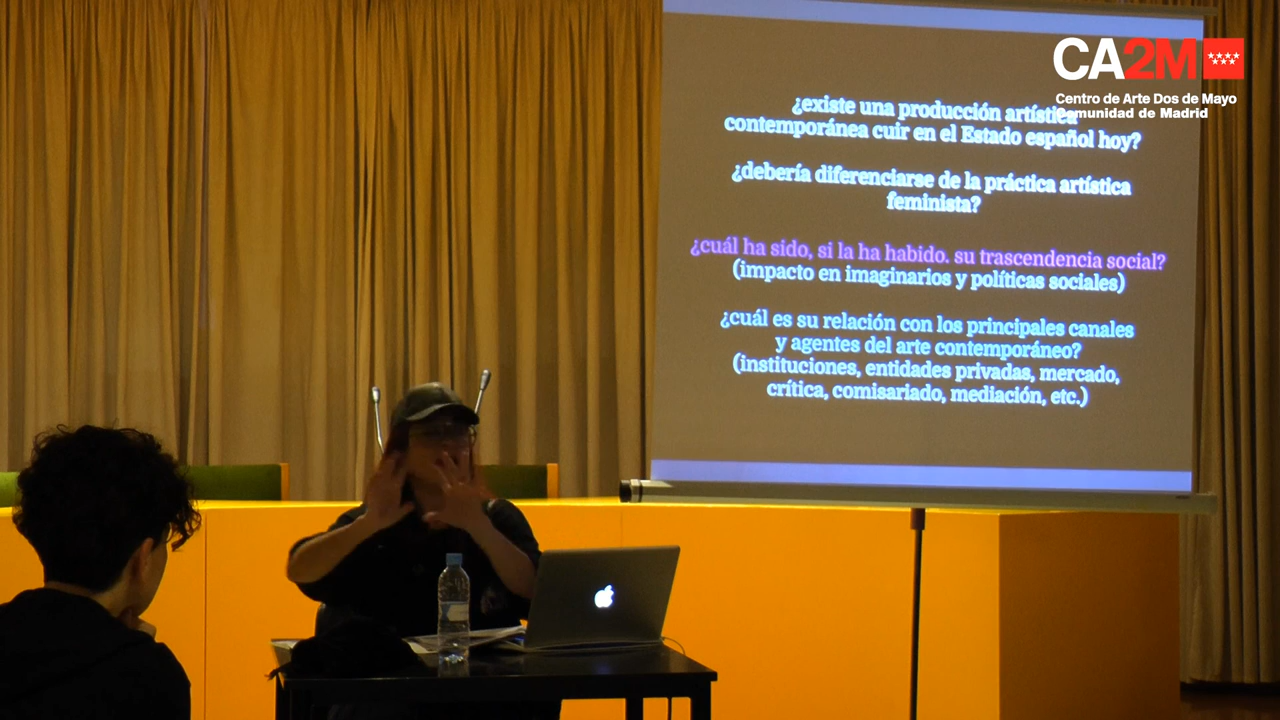 CA2M
Centro de Arte Dos de Mayo
Comunidad de Madrid
¿existe una producción artística
contemporánea cuir en el Estado español hoy?
¿debería diferenciarse de la práctica artística
feminista?
¿cuál ha sido, si la ha habido. su trascendencia social?
(impacto en imaginarios y políticas sociales)
¿cuál es su relación con los principales canales
y agentes del arte contemporáneo?
(instituciones, entidades privadas, mercado,
crítica, comisariado, mediación, etc.)